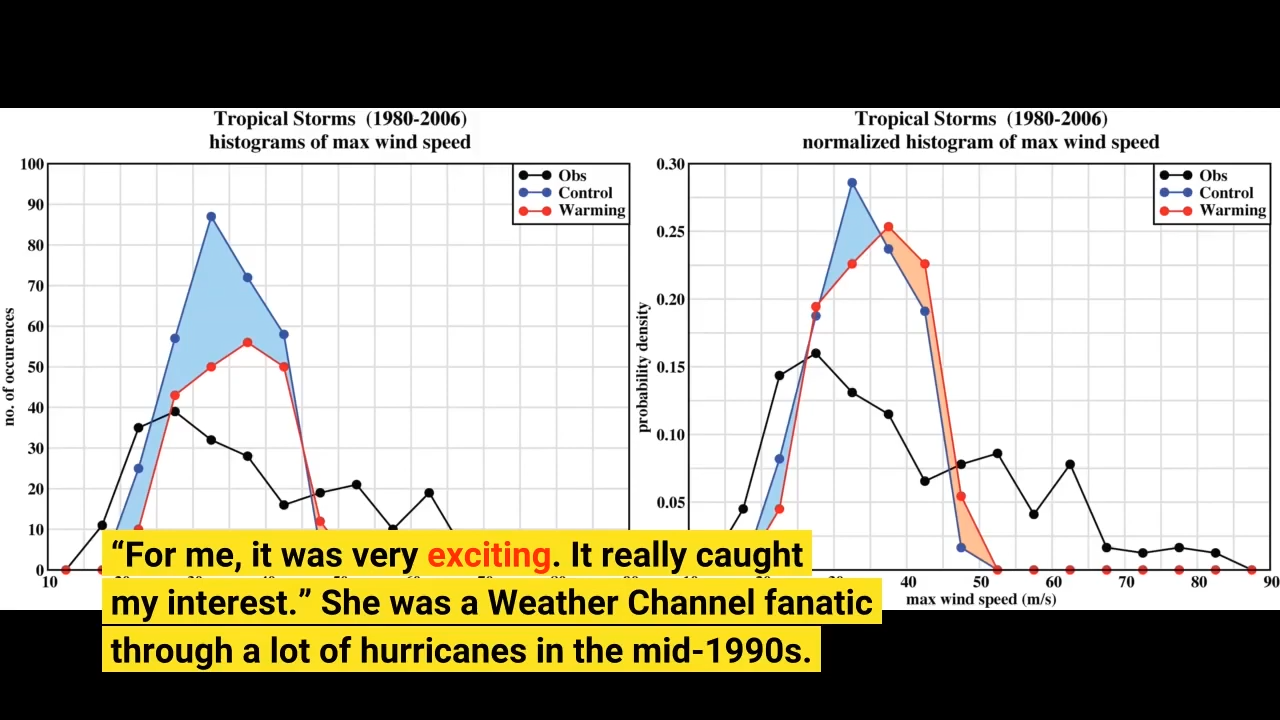 Tropical Storms (1980-2006)
histograms of max wind speed
100
90
80
70
60
50
40
30
20
10
0
no. of occurences
Obs
Control
Warming
10
Tropical Storms (1980-2006)
normalized histogram of max wind speed
0.30
0.25
0.20
0.15
0.10
0.05
probability density
Obs
Control
Warming
40 50 60 70 80 90
max wind speed (m/s)
“For me, it was very exciting. It really caught
my interest.” She was a Weather Channel fanatic
through a lot of hurricanes in the mid-1990s.